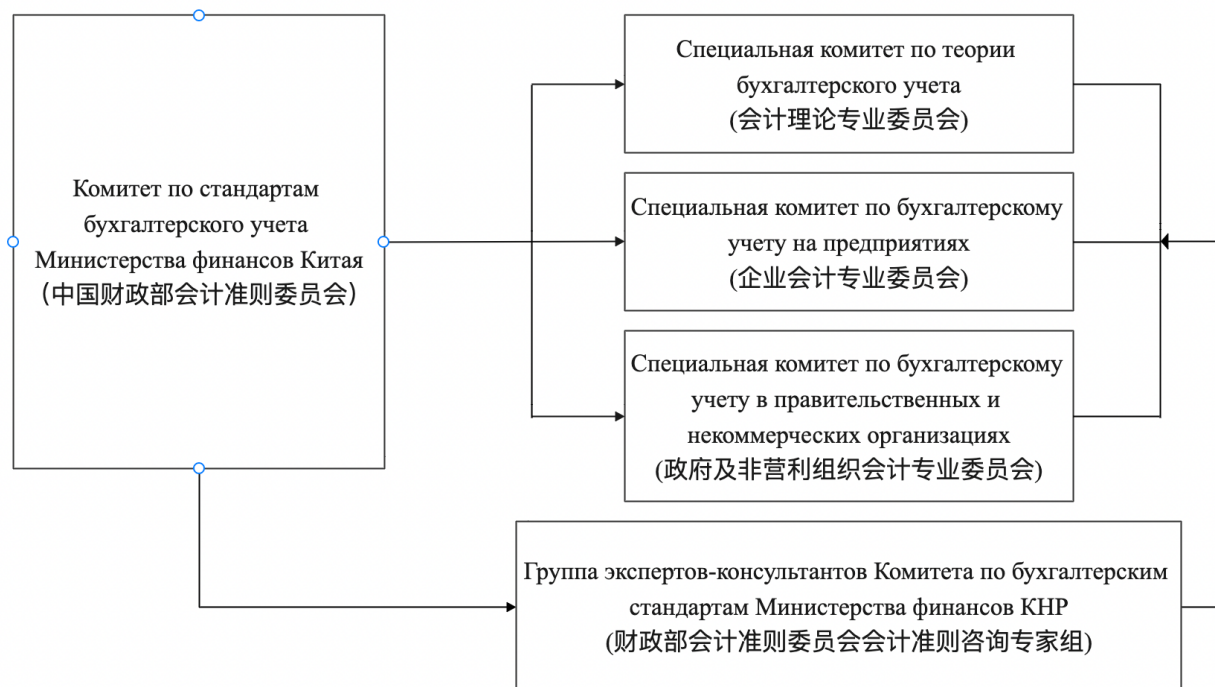 Комитет по стандартам
бухгалтерского учета
Министерства финансов Китая
（中国财政部会计准则委员会）
Специальная комитет по теории
бухгалтерского учета
(会计理论专业委员会)
Специальная комитет по бухгалтерскому
учету на предприятиях
(企业会计专业委员会)
Специальная комитет по бухгалтерскому
учету в правительственных и
некоммерческих организациях
(政府及非营利组织会计专业委员会)
Группа экспертов-консультантов Комитета по бухгалтерским
стандартам Министерства финансов КНР
(财政部会计准则委员会会计准则咨询专家组)